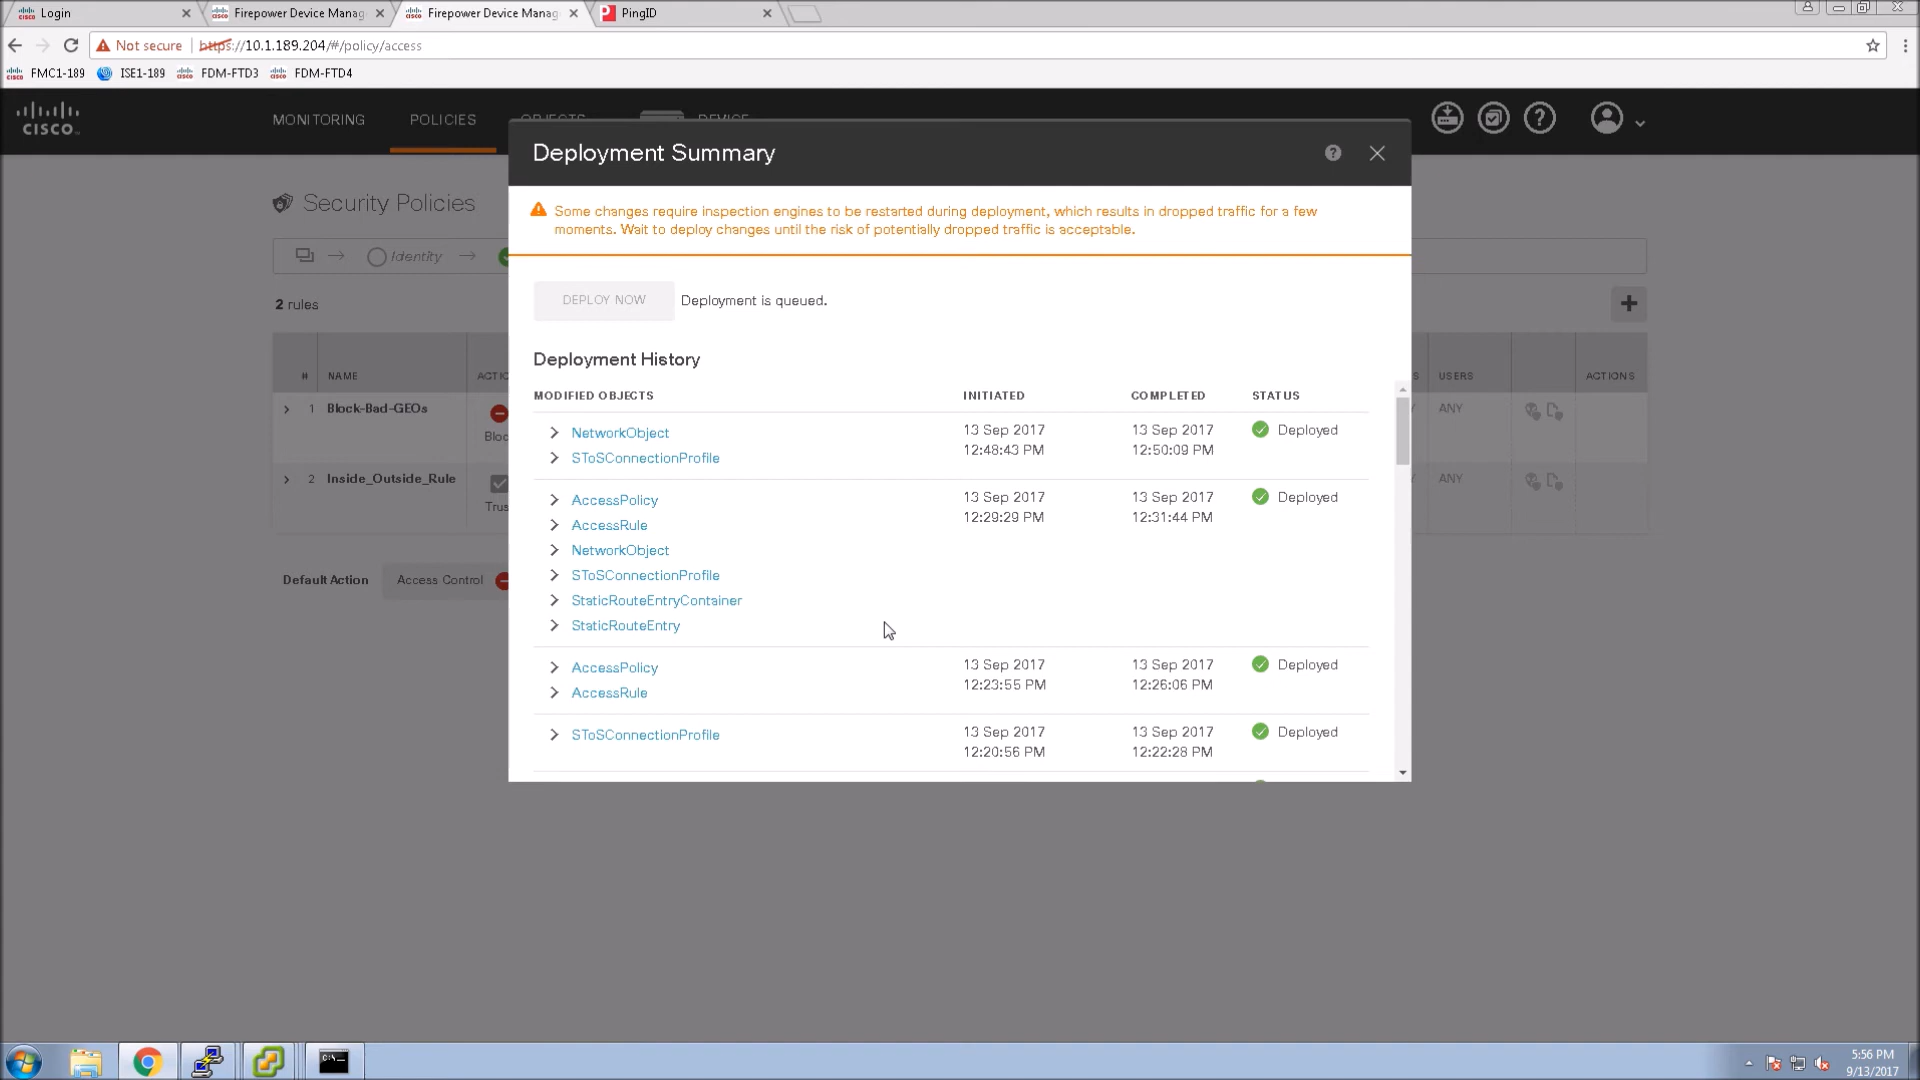 Login
Firepower Device Manag
Firepower Device Manag
PingID
Not secure
https://10.1.189.204/#/policy/access
FMC1-189
ISE1-189
FDM-FTD3
FDM-FTD4
CISCO
MONITORING
POLICIES
OBJECTS
DEVICE
Deployment Summary
Security Policies
Some changes require inspection engines to be restarted during deployment, which results in dropped traffic for a few
moments. Wait to deploy changes until the risk of potentially dropped traffic is acceptable.
Identity
2 rules
DEPLOY NOW
Deployment is queued.
Deployment History
# NAME
USERS
ACTIONS
MODIFIED OBJECTS INITIATED COMPLETED STATUS
1 Block-Bad-GEOs
ANY
NetworkObject
SToSConnectionProfile
13 Sep 2017
12:48:43 PM
13 Sep 2017
12:50:09 PM
Deployed
2 Inside_Outside_Rule
ANY
AccessPolicy
AccessRule
NetworkObject
SToSConnectionProfile
StaticRouteEntryContainer
StaticRouteEntry
13 Sep 2017
12:29:29 PM
13 Sep 2017
12:31:44 PM
Deployed
Default Action
Access Control
AccessPolicy
AccessRule
13 Sep 2017
12:23:55 PM
13 Sep 2017
12:26:06 PM
Deployed
SToSConnectionProfile
13 Sep 2017
12:20:56 PM
13 Sep 2017
12:22:28 PM
Deployed
5:56 PM
9/13/2017